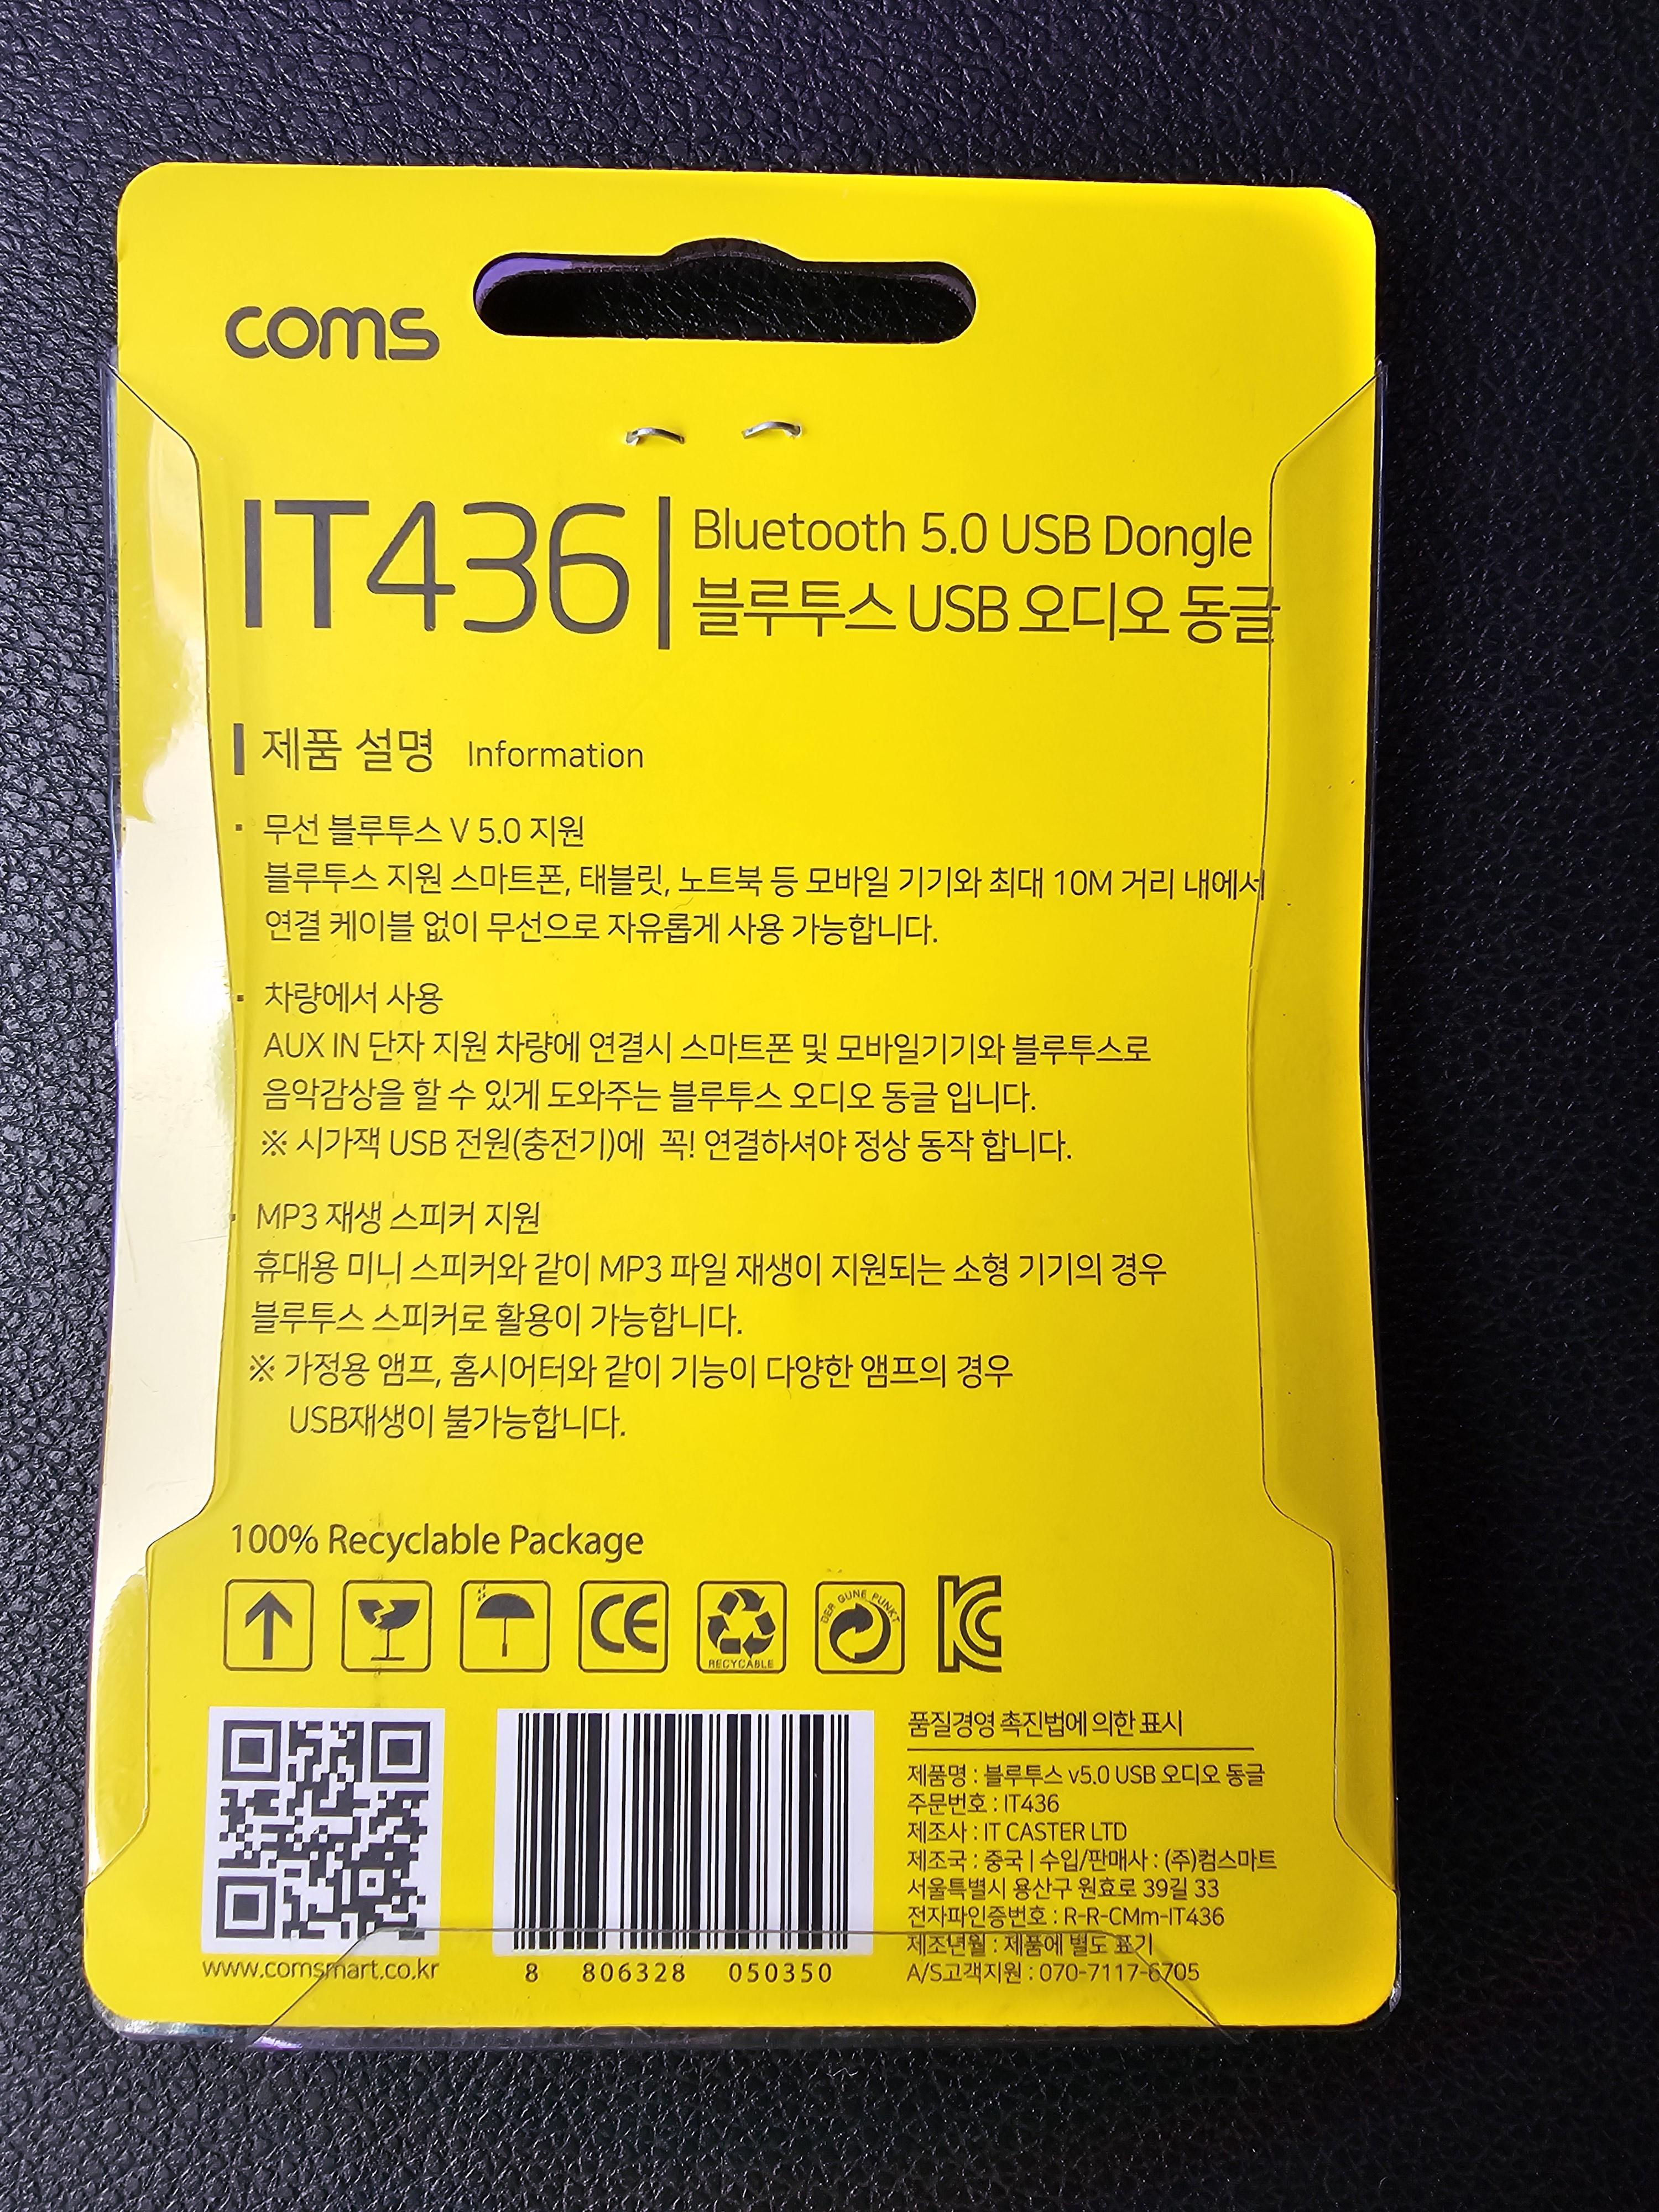 coms
IT436
Bluetooth 5.0 USB Dongle
블루투스 USB 오디오 동글
제품 설명 Information
· 무선 블루투스 V 5.0 지원
블루투스 지원 스마트폰, 태블릿, 노트북 등 모바일 기기와 최대 10M 거리 내에서
연결 케이블 없이 무선으로 자유롭게 사용 가능합니다.
· 차량에서 사용
AUX IN 단자 지원 차량에 연결시 스마트폰 및 모바일기기와 블루투스로
음악감상을 할 수 있게 도와주는 블루투스 오디오 동글 입니다.
※ 시가잭 USB 전원(충전기)에 꼭! 연결하셔야 정상 동작 합니다.
· MP3 재생 스피커 지원
휴대용 미니 스피커와 같이 MP3 파일 재생이 지원되는 소형 기기의 경우
블루투스 스피커로 활용이 가능합니다.
※ 가정용 앰프, 홈시어터와 같이 기능이 다양한 앰프의 경우
USB재생이 불가능합니다.
100% Recyclable Package
CE
RECYCABLE
DER GUNE PUNKT
KC
www.comsmart.co.kr
8 806328 050350
품질경영 촉진법에 의한 표시
제품명 : 블루투스 v5.0 USB 오디오 동글
주문번호 : IT436
제조사 : IT CASTER LTD
제조국 : 중국 | 수입/판매사 : (주)컴스마트
서울특별시 용산구 원효로 39길 33
전자파인증번호 : R-R-CMm-IT436
제조년월 : 제품에 별도 표기
A/S고객지원 : 070-7117-6705